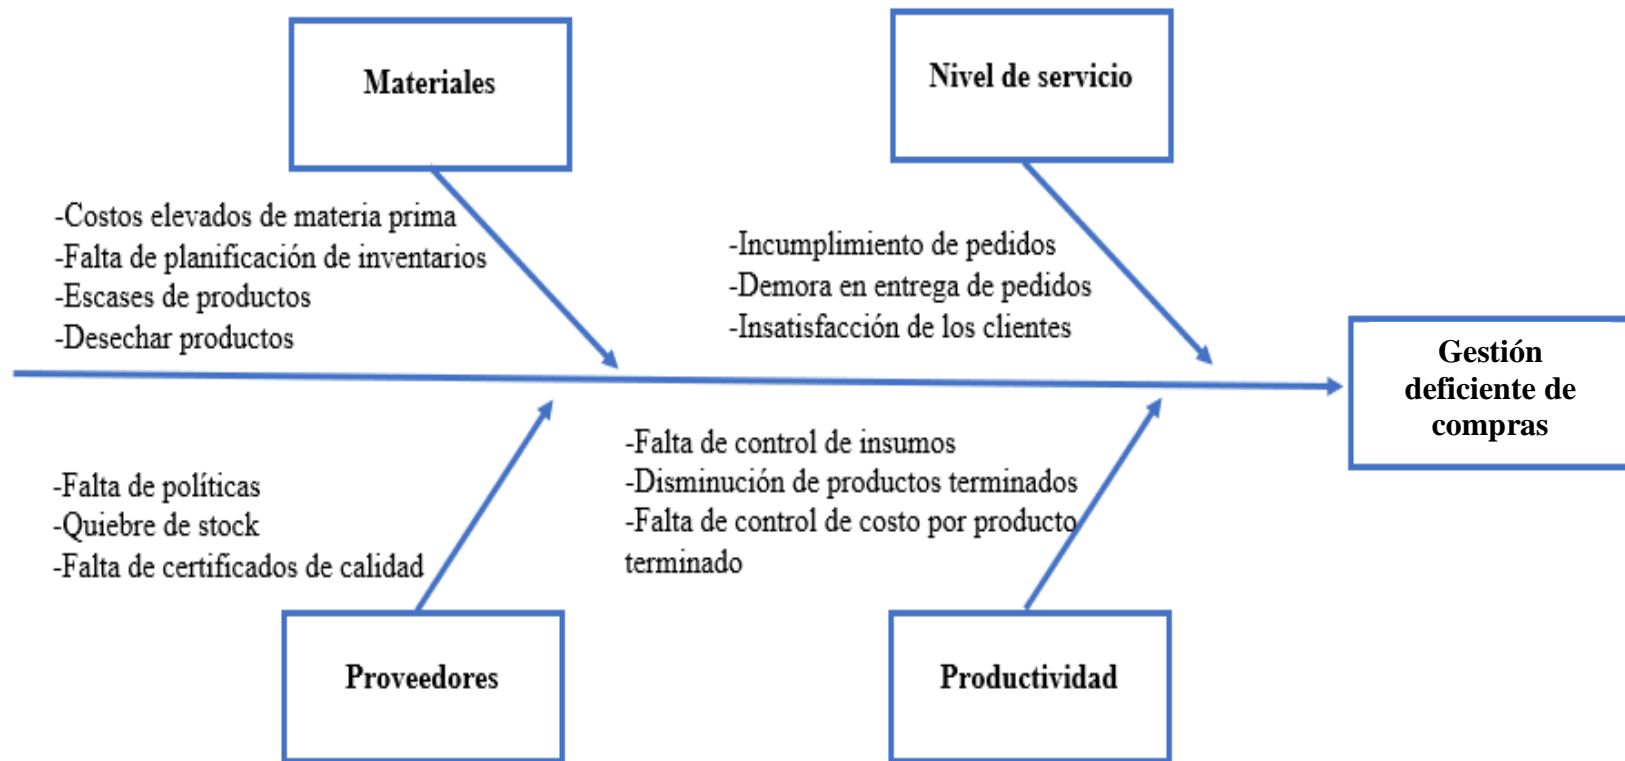 Materiales
Nivel de servicio
-Costos elevados de materia prima
-Falta de planificación de inventarios
-Escases de productos
-Desechar productos
-Incumplimiento de pedidos
-Demora en entrega de pedidos
-Insatisfacción de los clientes
Gestión
deficiente de
compras
-Falta de políticas
-Quiebre de stock
-Falta de certificados de calidad
-Falta de control de insumos
-Disminución de productos terminados
-Falta de control de costo por producto
terminado
Proveedores
Productividad